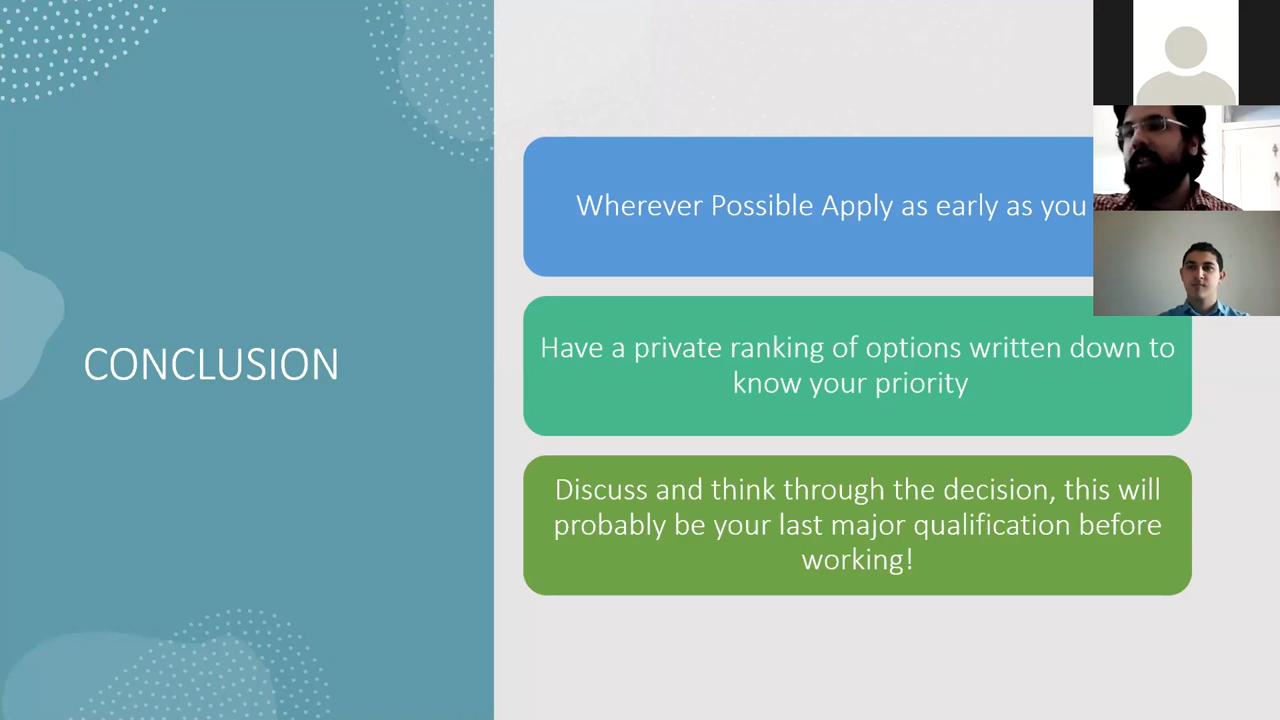 CONCLUSION
Wherever Possible Apply as early as you
Have a private ranking of options written down to
know your priority
Discuss and think through the decision, this will
probably be your last major qualification before
working!